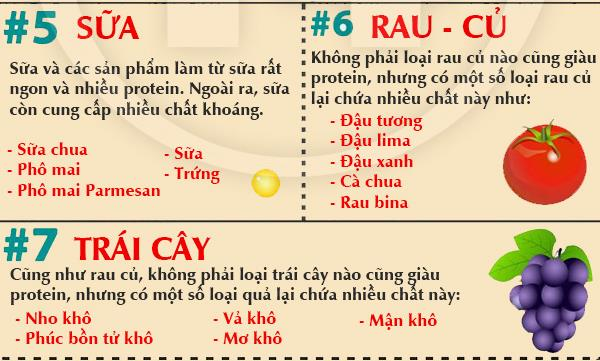 #5 SỮA
Sữa và các sản phẩm làm từ sữa rất
ngon và nhiều protein. Ngoài ra, sữa
còn cung cấp nhiều chất khoáng.
- Sữa chua
- Phô mai
- Phô mai Parmesan
- Sữa
- Trứng
#6 RAU - CỦ
Không phải loại rau củ nào cũng giàu
protein, nhưng có một số loại rau củ
lại chứa nhiều chất này như:
- Đậu tương
- Đậu lima
- Đậu xanh
- Cà chua
- Rau bina
#7 TRÁI CÂY
Cũng như rau củ, không phải loại trái cây nào cũng giàu
protein, nhưng có một số loại quả lại chứa nhiều chất này:
- Nho khô
- Phúc bồn tử khô
- Vả khô
- Mơ khô
- Mận khô